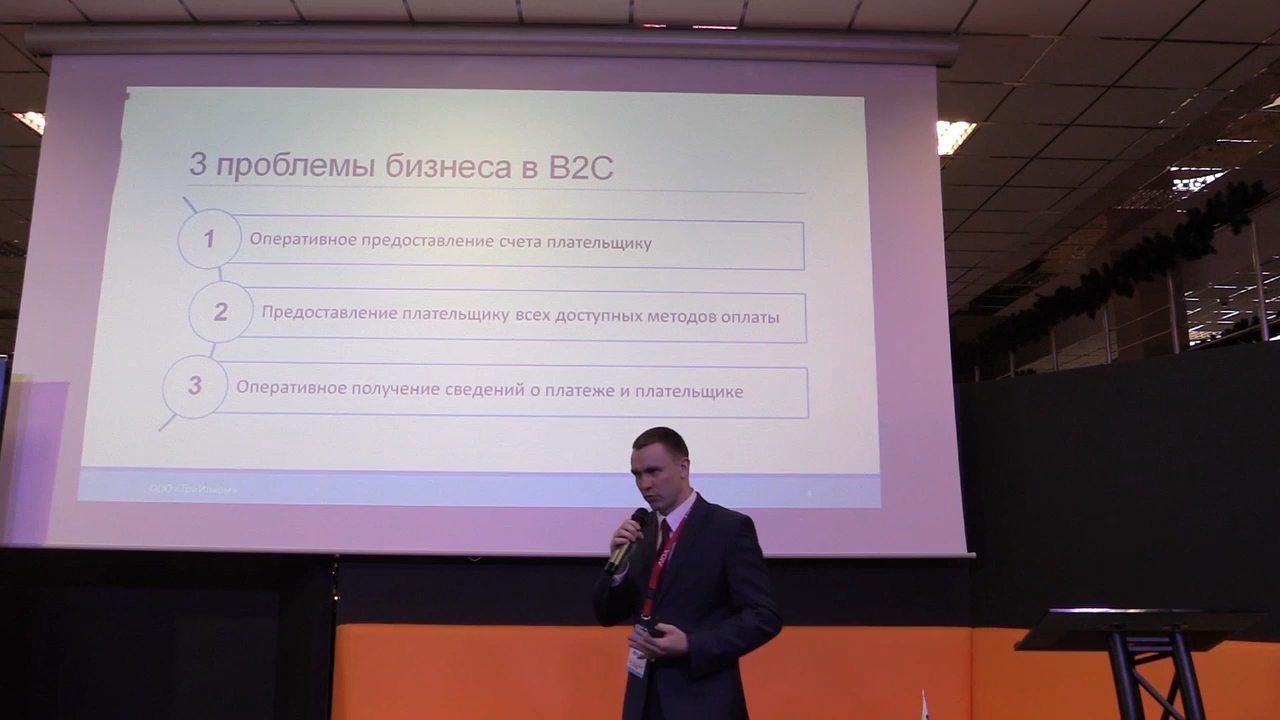 3 проблемы бизнеса в B2C
1 Оперативное предоставление счета плательщику
2 Предоставление плательщику всех доступных методов оплаты
3 Оперативное получение сведений о платеже и плательщике